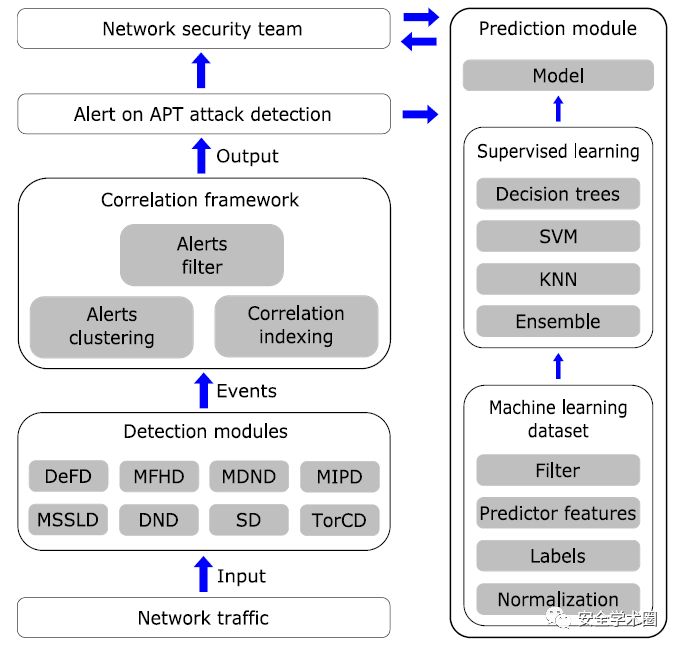 Network security team
Alert on APT attack detection
Output
Correlation framework
Alerts
filter
Alerts
clustering
Correlation
indexing
Events
Detection modules
DeFD
MFHD
MDND
MIPD
MSSLD
DND
SD
TorCD
Input
Network traffic
Prediction module
Model
Supervised learning
Decision trees
SVM
KNN
Ensemble
Machine learning
dataset
Filter
Predictor features
Labels
Normalization
安全学术圈